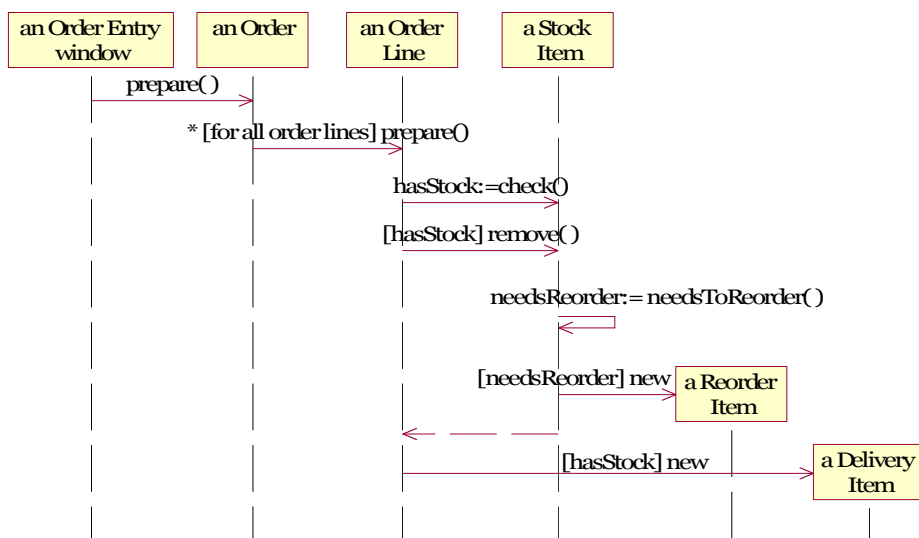 an Order Entry
window
an Order
an Order
Line
a Stock
Item
prepare( )
* [for all order lines] prepare()
hasStock:=check()
[hasStock] remove( )
needsReorder:= needsToReorder( )
[needsReorder] new
a Reorder
Item
[hasStock] new
a Delivery
Item